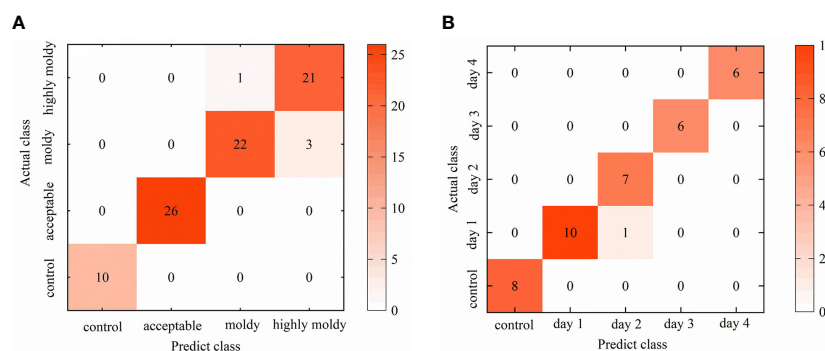 A
Actual class
highly moldy
moldy
acceptable
control
0 0 1 21
0 0 22 3
0 26 0 0
10 0 0 0
control acceptable moldy highly moldy
Predict class
25
20
15
10
5
0
B
Actual class
day 4
day 3
day 2
day 1
control
0 0 0 0 6
0 0 0 6 0
0 0 7 0 0
0 10 1 0 0
8 0 0 0 0
control day 1 day 2 day 3 day 4
Predict class
8
6
4
2
0